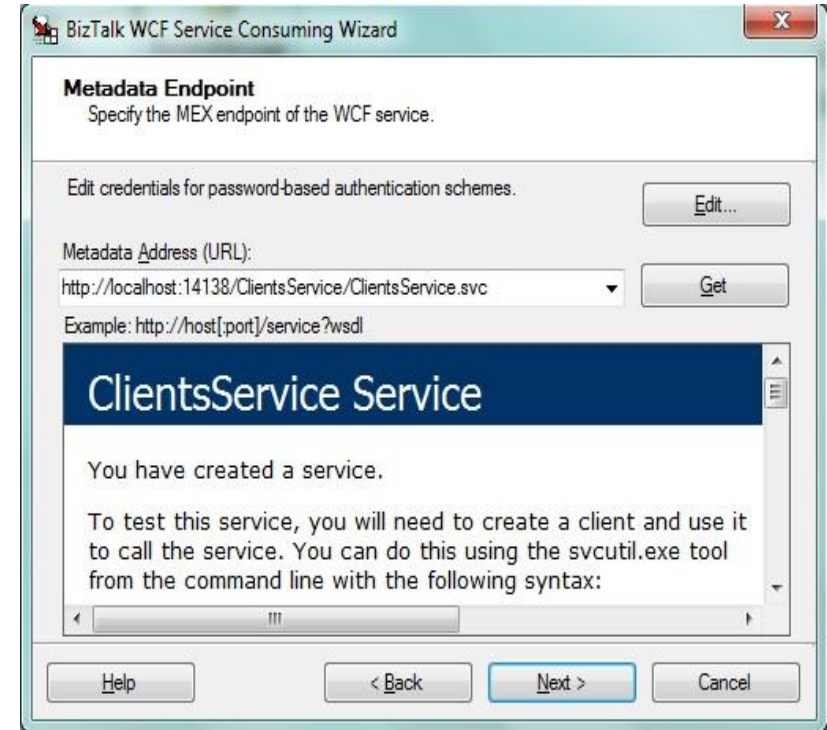 BizTalk WCF Service Consuming Wizard
Metadata Endpoint
Specify the MEX endpoint of the WCF service.
Edit credentials for password-based authentication schemes.
Edit...
Metadata Address (URL):
http://localhost:14138/ClientsService/ClientsService.svc
Get
Example: http://host[:port]/service?wsdl
ClientsService Service
You have created a service.
To test this service, you will need to create a client and use it
to call the service. You can do this using the svcutil.exe tool
from the command line with the following syntax:
Help
< Back
Next >
Cancel